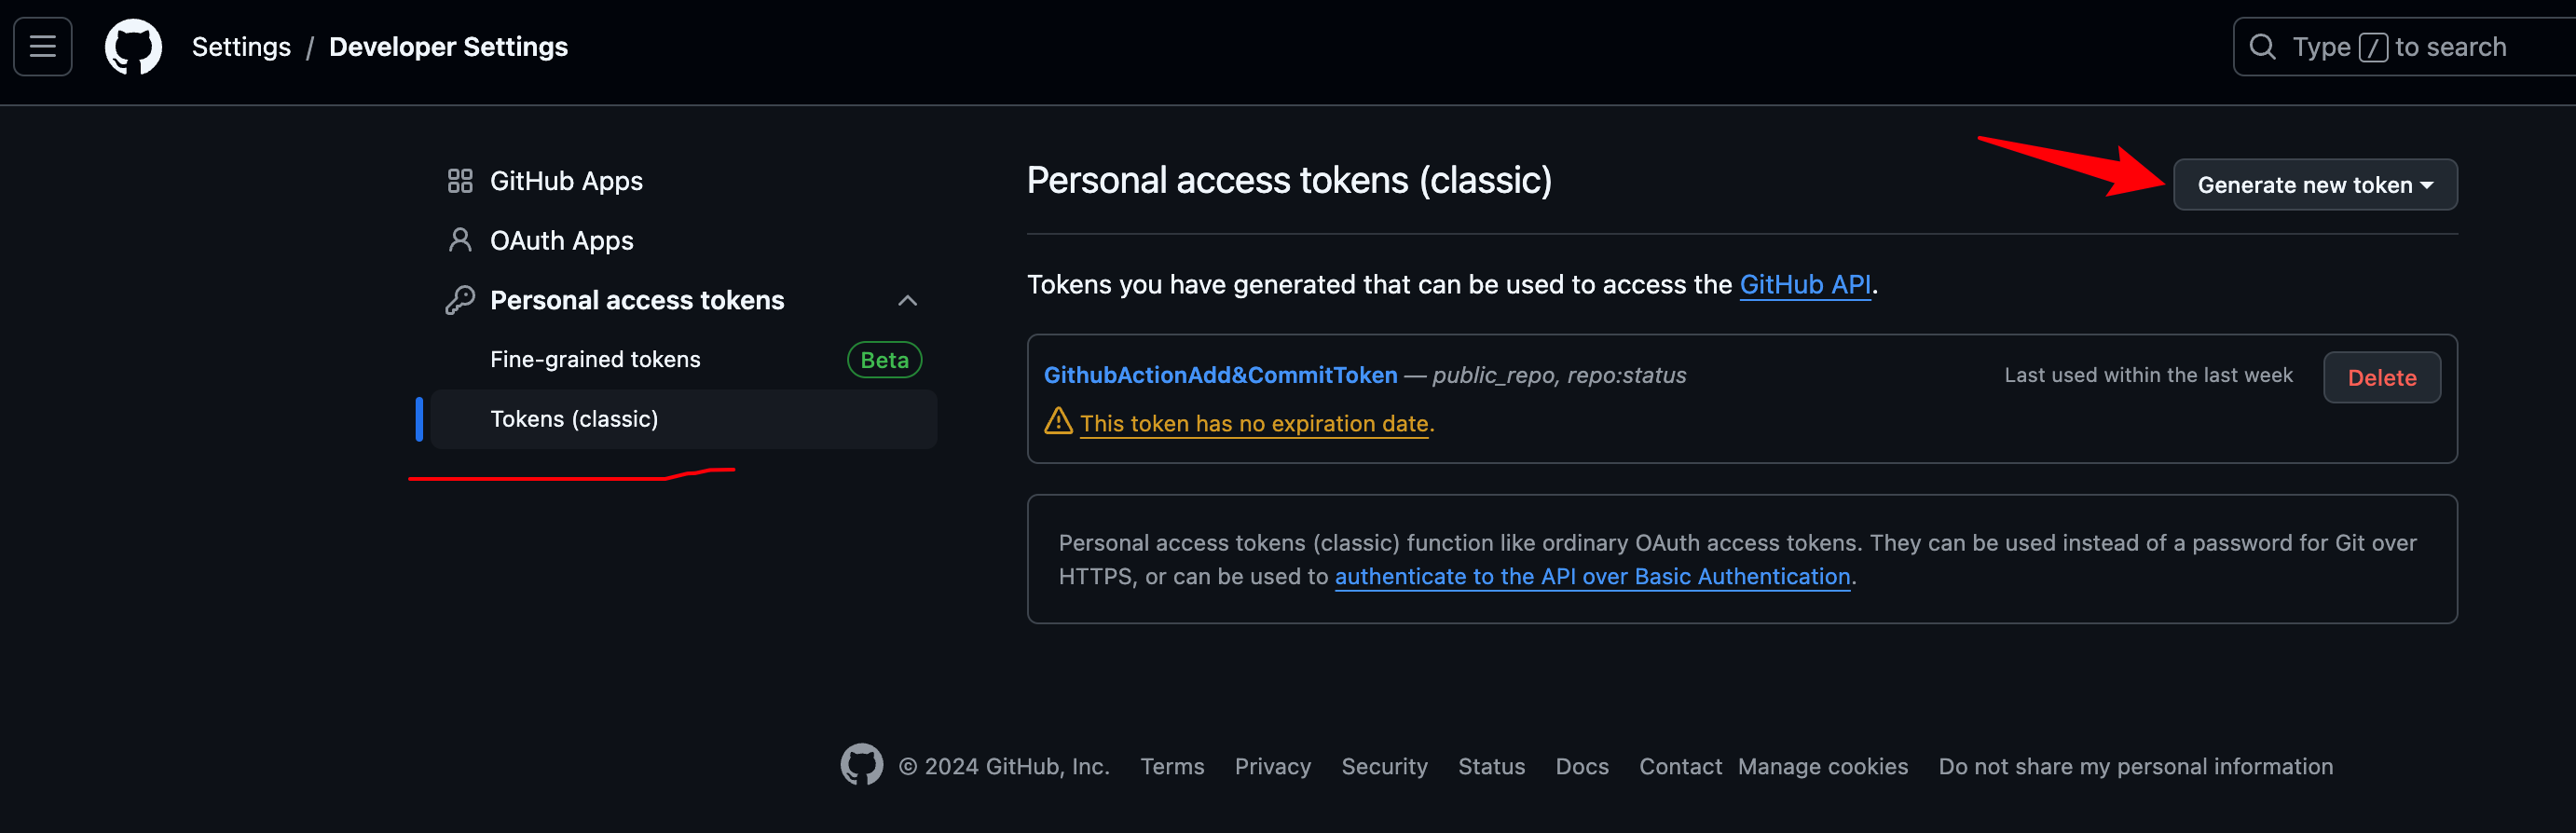 Settings / Developer Settings
Type / to search
GitHub Apps
OAuth Apps
Personal access tokens
Fine-grained tokens Beta
Tokens (classic)
Personal access tokens (classic)
Generate new token
Tokens you have generated that can be used to access the GitHub API.
GithubActionAdd&CommitToken — public_repo, repo:status
Last used within the last week
Delete
This token has no expiration date.
Personal access tokens (classic) function like ordinary OAuth access tokens. They can be used instead of a password for Git over
HTTPS, or can be used to authenticate to the API over Basic Authentication.
© 2024 GitHub, Inc. Terms Privacy Security Status Docs Contact Manage cookies Do not share my personal information